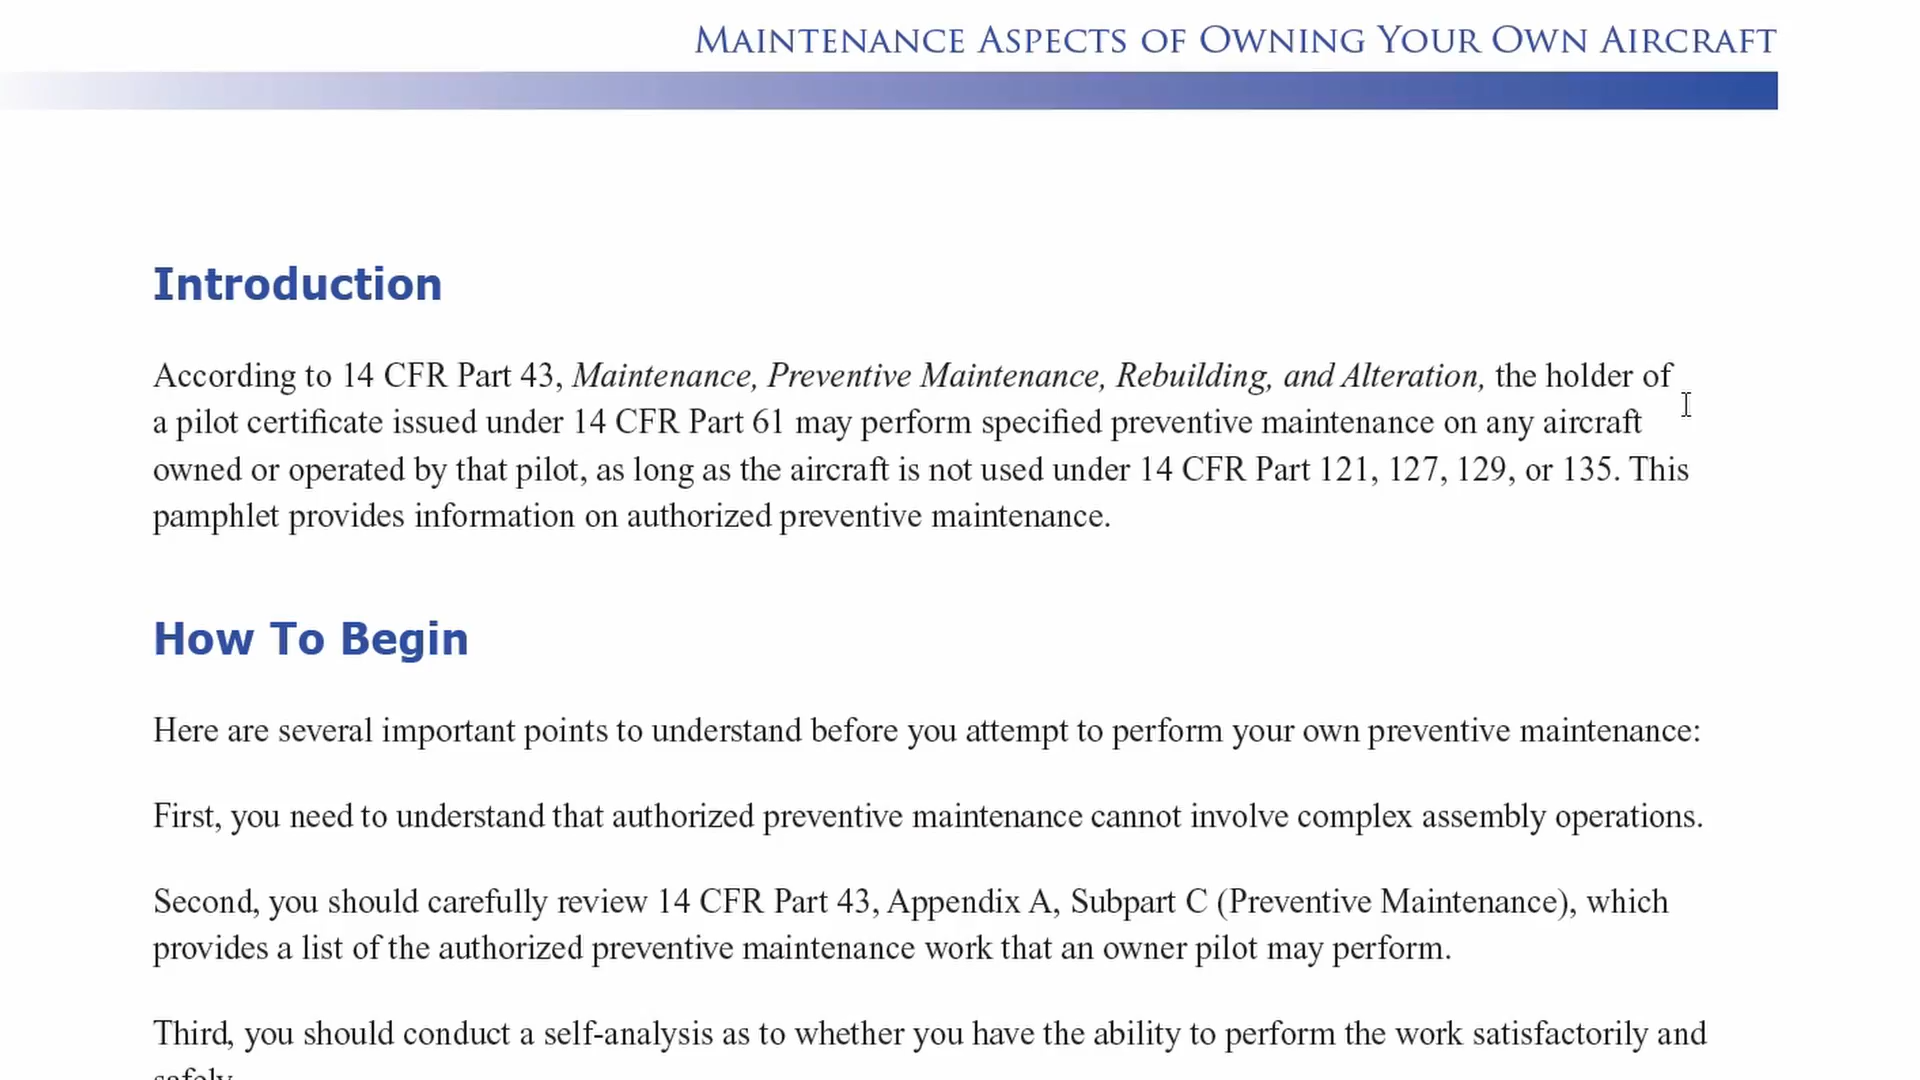 Maintenance Aspects of Owning Your Own Aircraft
Introduction
According to 14 CFR Part 43, Maintenance, Preventive Maintenance, Rebuilding, and Alteration, the holder of
a pilot certificate issued under 14 CFR Part 61 may perform specified preventive maintenance on any aircraft
owned or operated by that pilot, as long as the aircraft is not used under 14 CFR Part 121, 127, 129, or 135. This
pamphlet provides information on authorized preventive maintenance.
How To Begin
Here are several important points to understand before you attempt to perform your own preventive maintenance:
First, you need to understand that authorized preventive maintenance cannot involve complex assembly operations.
Second, you should carefully review 14 CFR Part 43, Appendix A, Subpart C (Preventive Maintenance), which
provides a list of the authorized preventive maintenance work that an owner pilot may perform.
Third, you should conduct a self-analysis as to whether you have the ability to perform the work satisfactorily and
safely.